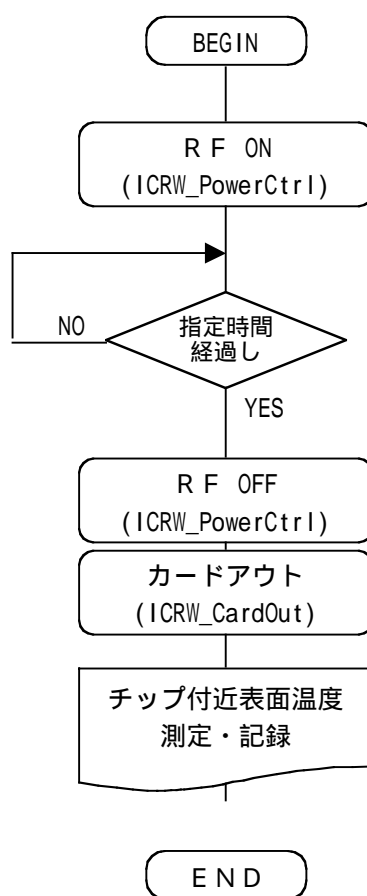 BEGIN
ＲＦ ON
(ICRW_PowerCtrl)
NO
指定時間
経過し
YES
ＲＦ OFF
(ICRW_PowerCtrl)
カードアウト
(ICRW_CardOut)
チップ付近表面温度
測定・記録
ＥＮＤ